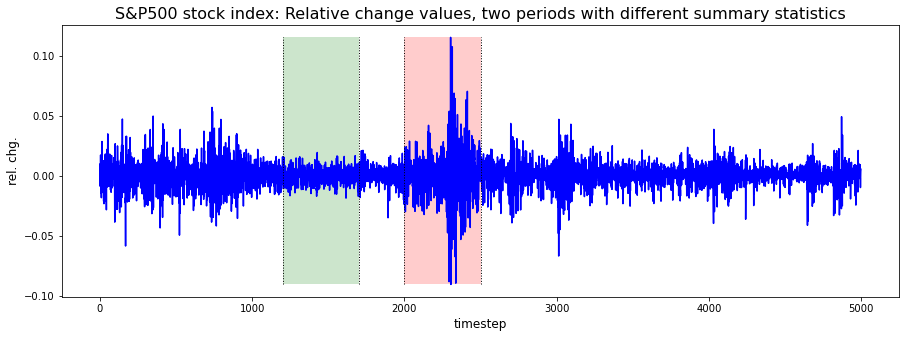 S&P500 stock index: Relative change values, two periods with different summary statistics
0.10
0.05
0.00
−0.05
−0.10
rel. chg.
0 1000 2000 3000 4000 5000
timestep